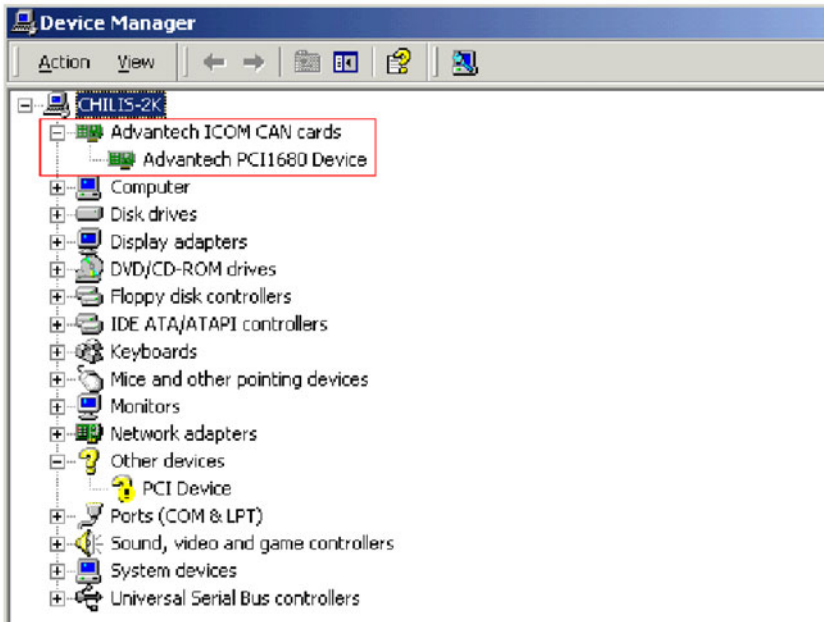 Device Manager
Action View
CHILIS-2K
Advantech ICOM CAN cards
Advantech PCI1680 Device
Computer
Disk drives
Display adapters
DVD/CD-ROM drives
Floppy disk controllers
IDE ATA/ATAPI controllers
Keyboards
Mice and other pointing devices
Monitors
Network adapters
Other devices
PCI Device
Ports (COM & LPT)
Sound, video and game controllers
System devices
Universal Serial Bus controllers